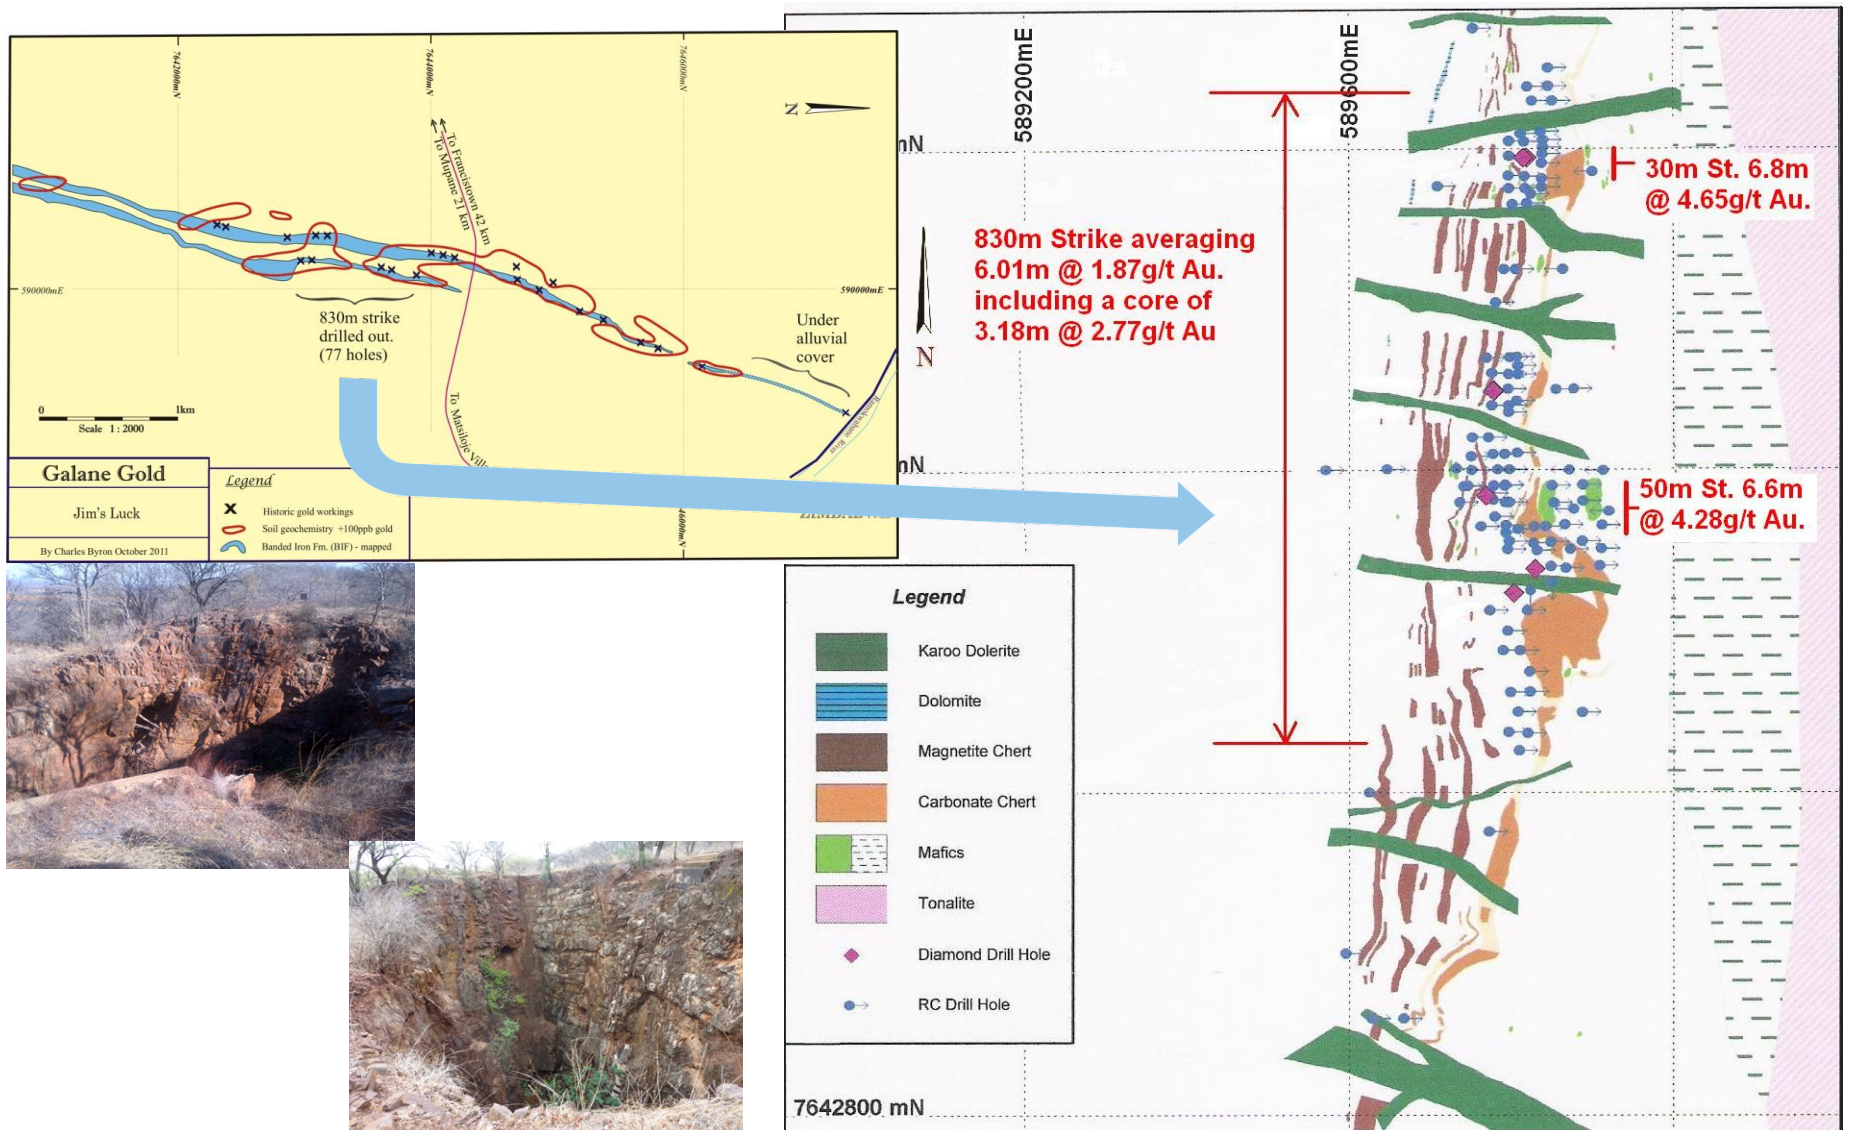 7642000mN
7644000mN
7646000mN
N
To Francistown 42 km
To Mupane 21 km
590000mE
590000mE
830m strike
drilled out.
(77 holes)
Under
alluvial
cover
0
1km
Scale 1 : 2000
To Matsiloje
River
Galane Gold
Jim's Luck
By Charles Byron October 2011
Legend
Historic gold workings
Soil geochemistry +100ppb gold
Banded Iron Fm. (BIF) - mapped
589200mE
589600mE
mN
30m St. 6.8m
@ 4.65g/t Au.
830m Strike averaging
6.01m @ 1.87g/t Au.
including a core of
3.18m @ 2.77g/t Au
N
mN
50m St. 6.6m
@ 4.28g/t Au.
Legend
Karoo Dolerite
Dolomite
Magnetite Chert
Carbonate Chert
Mafics
Tonalite
Diamond Drill Hole
RC Drill Hole
7642800 mN